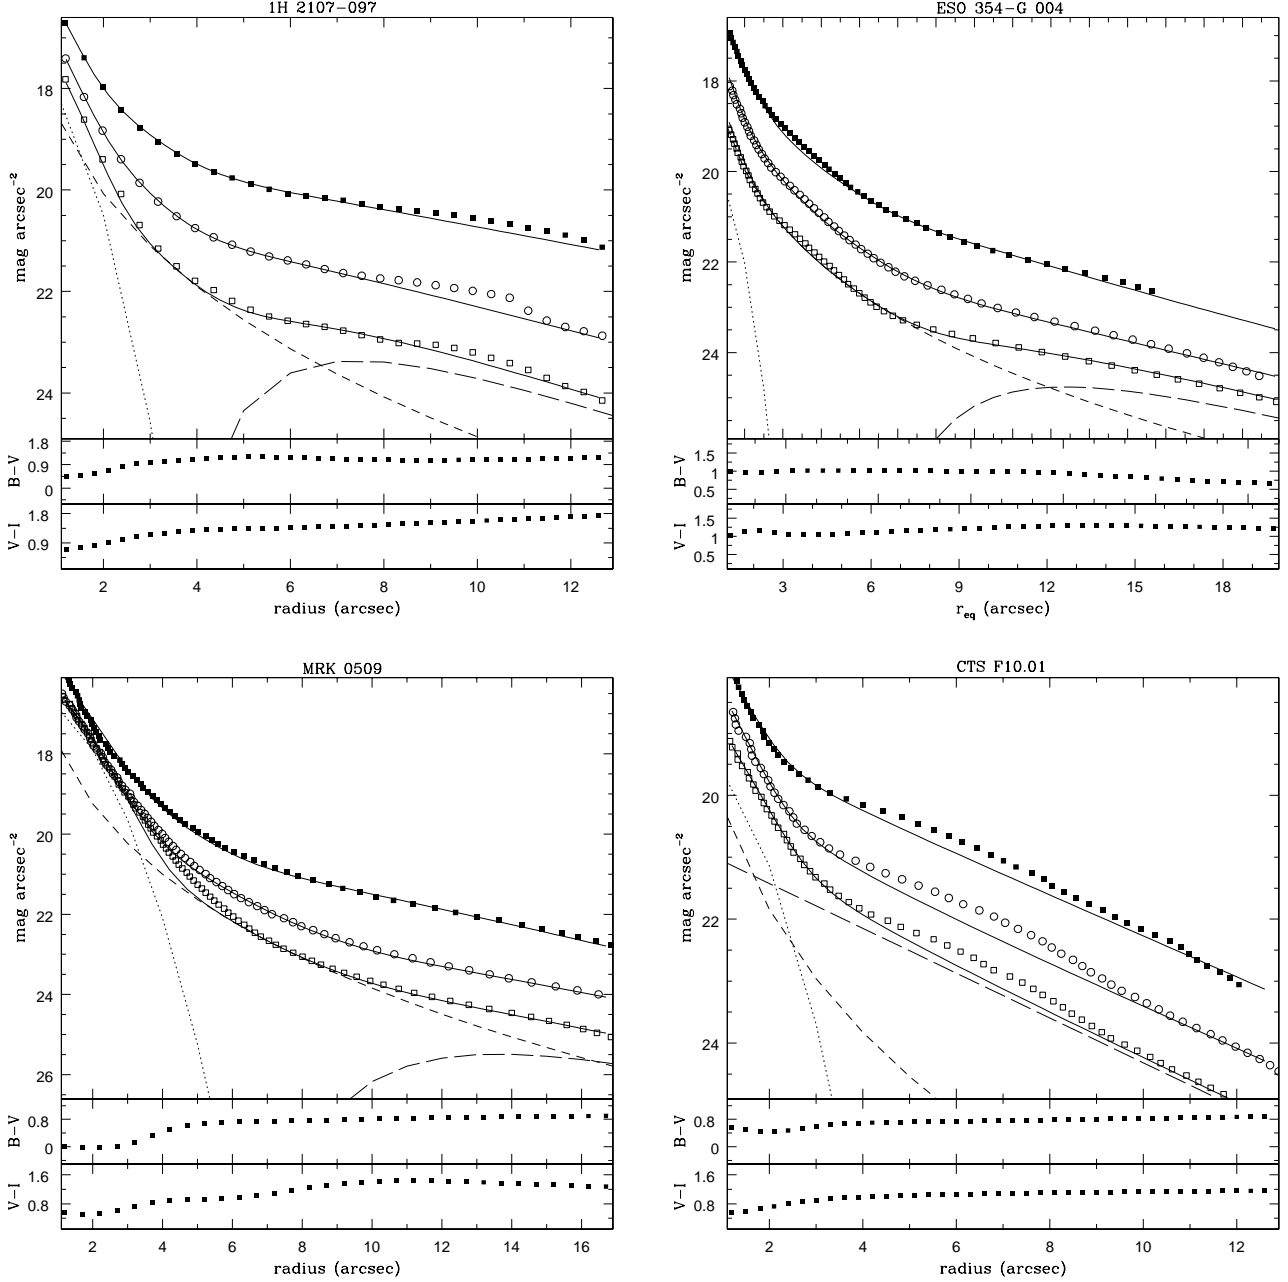 1H 2107-097
18
20
22
24
mag arcsec⁻²
1.8
0.9
0
B-V
1.8
0.9
V-I
2 4 6 8 10 12
radius (arcsec)
ESO 354-G 004
18
20
22
24
mag arcsec⁻²
1.5
1
0.5
B-V
1.5
1
0.5
V-I
3 6 9 12 15 18
r_eq (arcsec)
MRK 0509
18
20
22
24
26
mag arcsec⁻²
0.8
0
B-V
1.6
0.8
V-I
2 4 6 8 10 12 14 16
radius (arcsec)
CTS F10.01
20
22
24
mag arcsec⁻²
0.8
0
B-V
1.6
0.8
V-I
2 4 6 8 10 12
radius (arcsec)